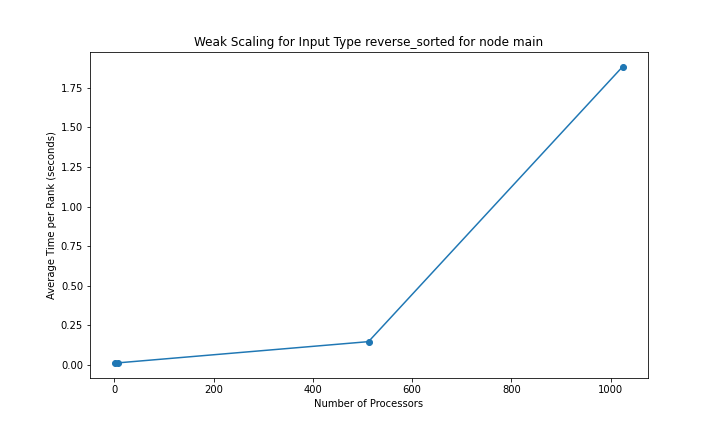 Weak Scaling for Input Type reverse_sorted for node main
Average Time per Rank (seconds)
1.75
1.50
1.25
1.00
0.75
0.50
0.25
0.00
0 200 400 600 800 1000
Number of Processors